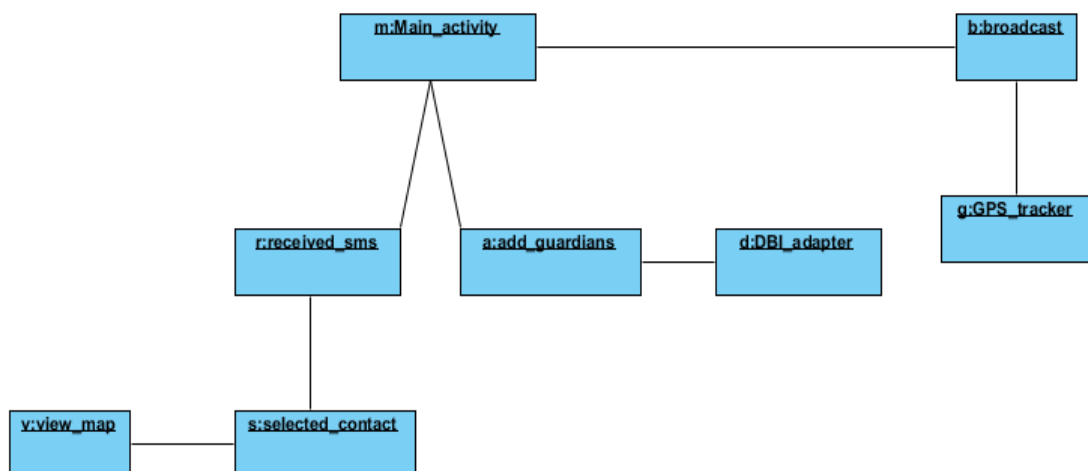 m:Main_activity
b:broadcast
g:GPS_tracker
r:received_sms
a:add_guardians
d:DBI_adapter
v:view_map
s:selected_contact